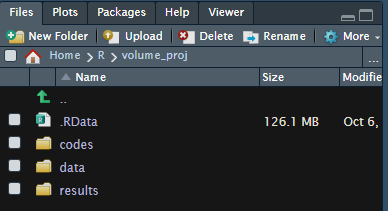 Files Plots Packages Help Viewer
New Folder Upload Delete Rename More
Home R volume_proj ...
Name Size Modifie
..
.RData 126.1 MB Oct 6,
codes
data
results